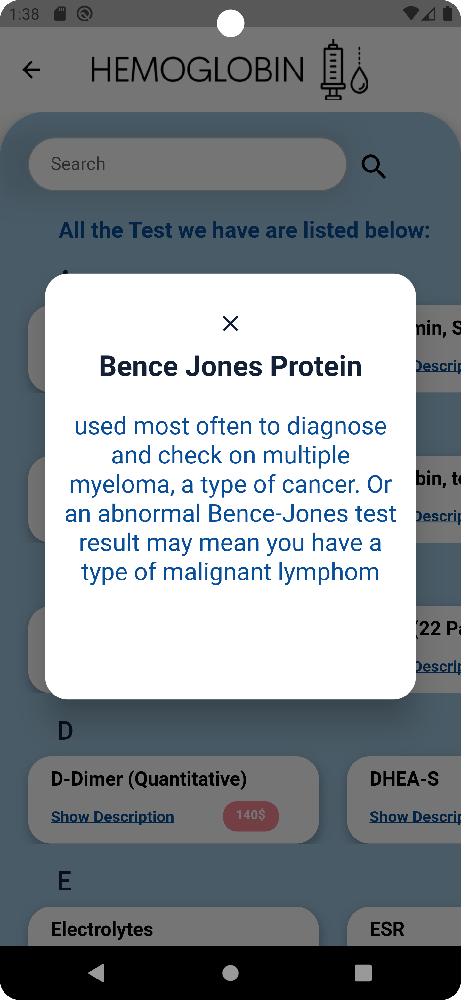 1:38
HEMOGLOBIN
Search
All the Test we have are listed below:
min, S
Descrip
Bence Jones Protein
used most often to diagnose
and check on multiple
myeloma, a type of cancer. Or
an abnormal Bence-Jones test
result may mean you have a
type of malignant lymphom
bin, to
Descrip
(22 Pa
Descrip
D
D-Dimer (Quantitative)
DHEA-S
Show Description
140$
Show Descrip
E
Electrolytes
ESR